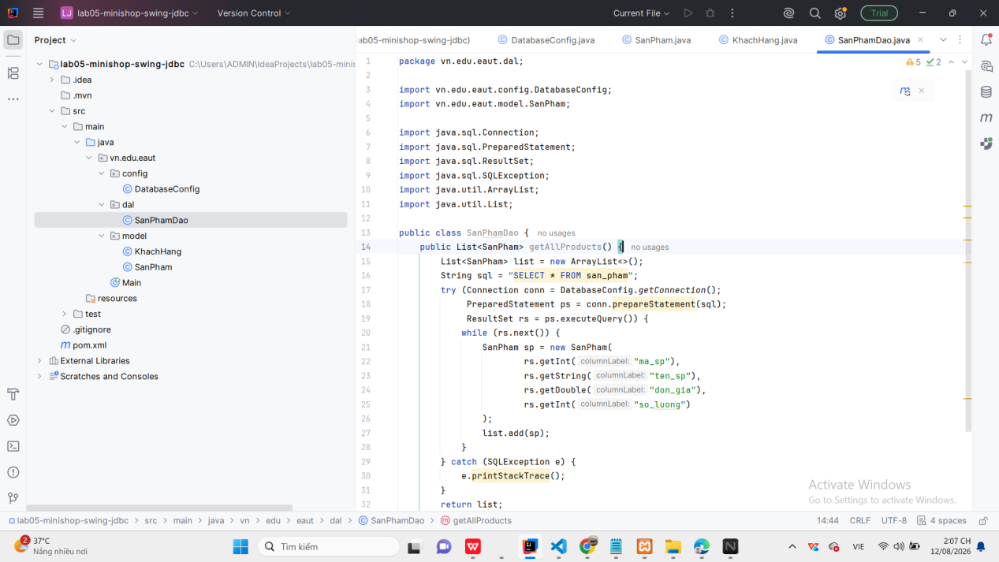 LJ lab05-minishop-swing-jdbc Version Control Current File Trial
Project
ab05-minishop-swing-jdbc) DatabaseConfig.java SanPham.java KhachHang.java SanPhamDao.java
lab05-minishop-swing-jdbc C:\Users\ADMIN\IdeaProjects\lab05-minis
.idea
.mvn
src
main
java
vn.edu.eaut
config
DatabaseConfig
dal
SanPhamDao
model
KhachHang
SanPham
Main
resources
test
.gitignore
pom.xml
External Libraries
Scratches and Consoles
5 2
1 package vn.edu.eaut.dal;
2
3 import vn.edu.eaut.config.DatabaseConfig;
4 import vn.edu.eaut.model.SanPham;
5
6 import java.sql.Connection;
7 import java.sql.PreparedStatement;
8 import java.sql.ResultSet;
9 import java.sql.SQLException;
10 import java.util.ArrayList;
11 import java.util.List;
12
13 public class SanPhamDao { no usages
14 public List<SanPham> getAllProducts() { no usages
15 List<SanPham> list = new ArrayList<>();
16 String sql = "SELECT * FROM san_pham";
17 try (Connection conn = DatabaseConfig.getConnection();
18 PreparedStatement ps = conn.prepareStatement(sql);
19 ResultSet rs = ps.executeQuery()) {
20 while (rs.next()) {
21 SanPham sp = new SanPham(
22 rs.getInt( columnLabel: "ma_sp"),
23 rs.getString( columnLabel: "ten_sp"),
24 rs.getDouble( columnLabel: "don_gia"),
25 rs.getInt( columnLabel: "so_luong")
26 );
27 list.add(sp);
28 }
29 } catch (SQLException e) {
30 e.printStackTrace();
31 }
32 return list;
Activate Windows
Go to Settings to activate Windows.
lab05-minishop-swing-jdbc > src > main > java > vn > edu > eaut > dal > SanPhamDao > getAllProducts 14:44 CRLF UTF-8 4 spaces
2 37°C
Nắng nhiều nơi
Tìm kiếm
VIE
2:07 CH
12/08/2026